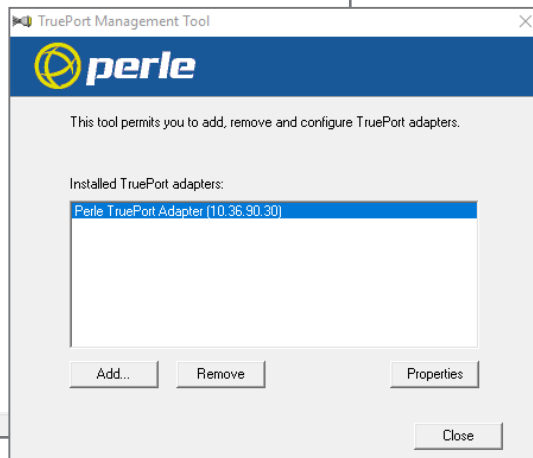 TruePort Management Tool
perle
This tool permits you to add, remove and configure TruePort adapters.
Installed TruePort adapters:
Perle TruePort Adapter (10.36.90.30)
Add...
Remove
Properties
Close